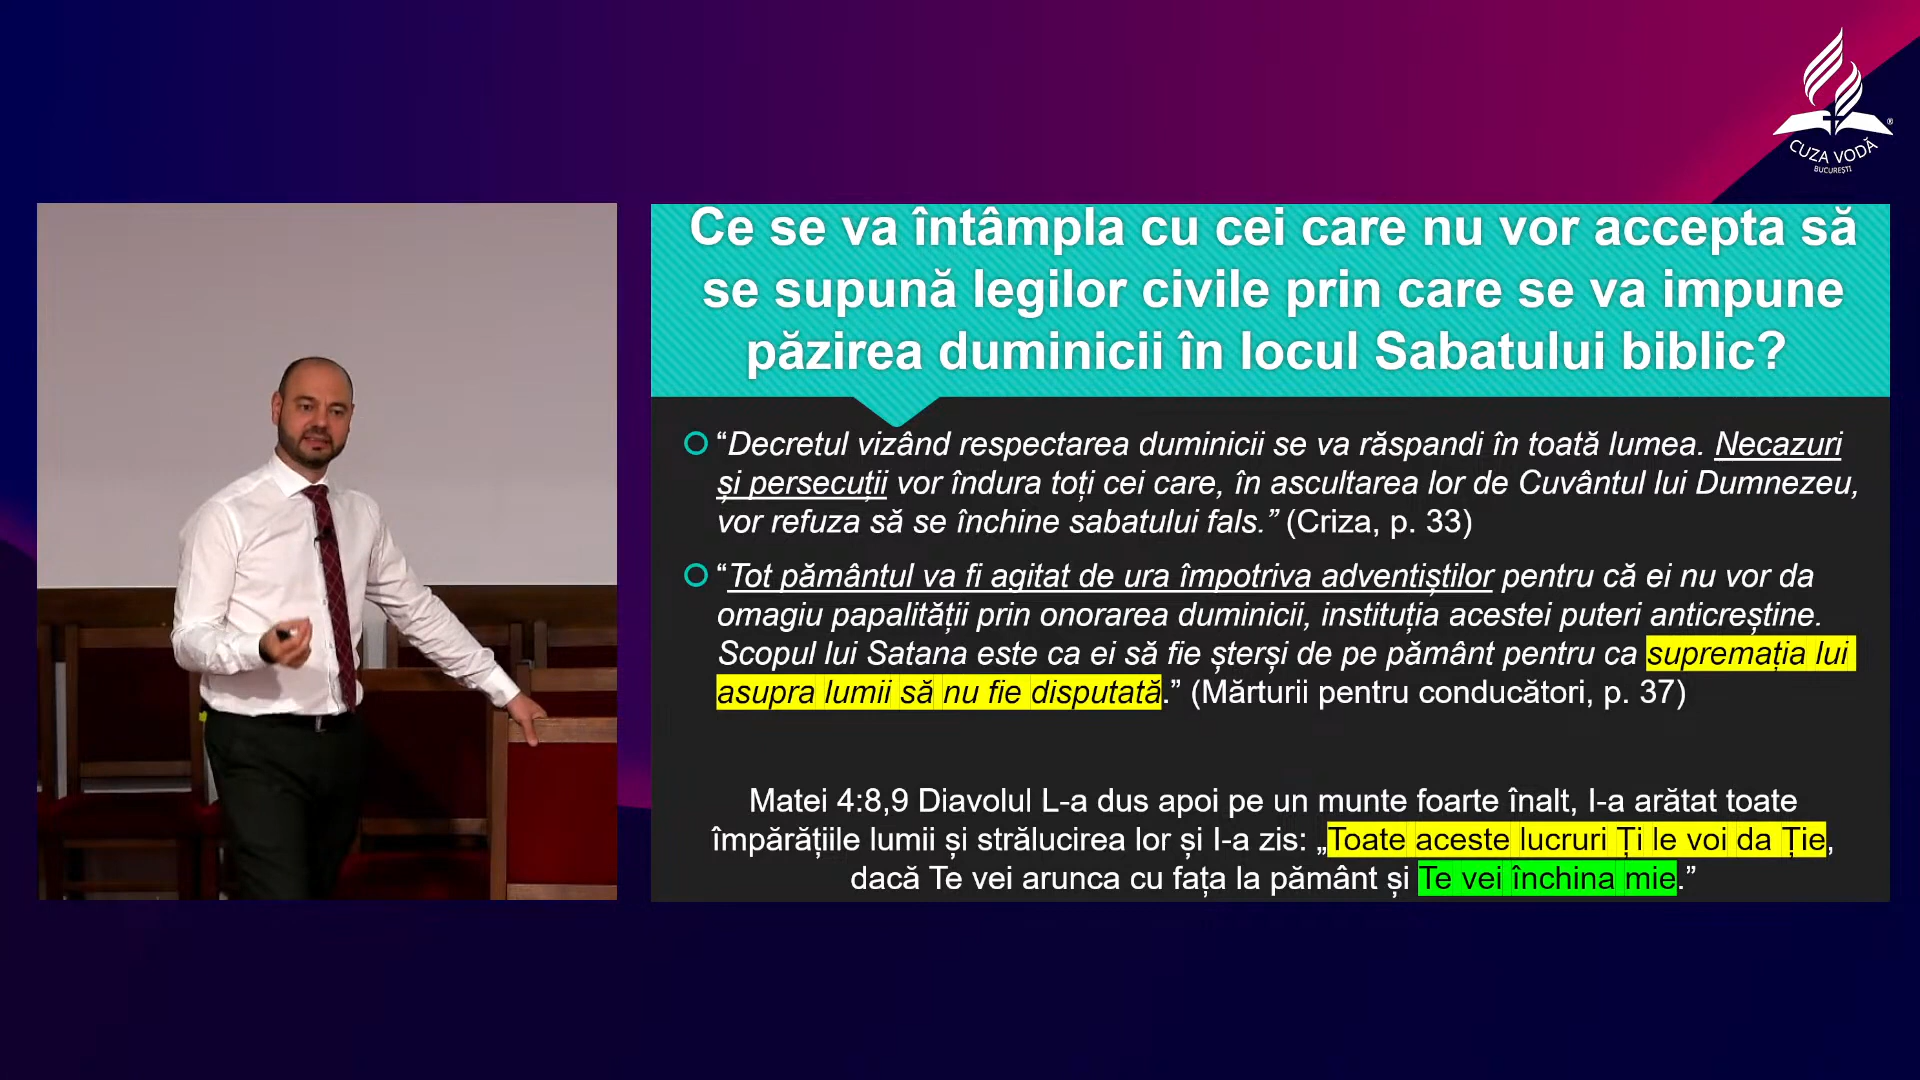 CUZA VODĂ
BUCUREȘTI
Ce se va întâmpla cu cei care nu vor accepta să
se supună legilor civile prin care se va impune
păzirea duminicii în locul Sabatului biblic?
“Decretul vizând respectarea duminicii se va răspandi în toată lumea. Necazuri
și persecuții vor îndura toți cei care, în ascultarea lor de Cuvântul lui Dumnezeu,
vor refuza să se închine sabatului fals.” (Criza, p. 33)
“Tot pământul va fi agitat de ura împotriva adventiștilor pentru că ei nu vor da
omagiu papalității prin onorarea duminicii, instituția acestei puteri anticreștine.
Scopul lui Satana este ca ei să fie șterși de pe pământ pentru ca supremația lui
asupra lumii să nu fie disputată.” (Mărturii pentru conducători, p. 37)
Matei 4:8,9 Diavolul L-a dus apoi pe un munte foarte înalt, I-a arătat toate
împărățiile lumii și strălucirea lor și I-a zis: „Toate aceste lucruri Ți le voi da Ție,
dacă Te vei arunca cu fața la pământ și Te vei închina mie.”